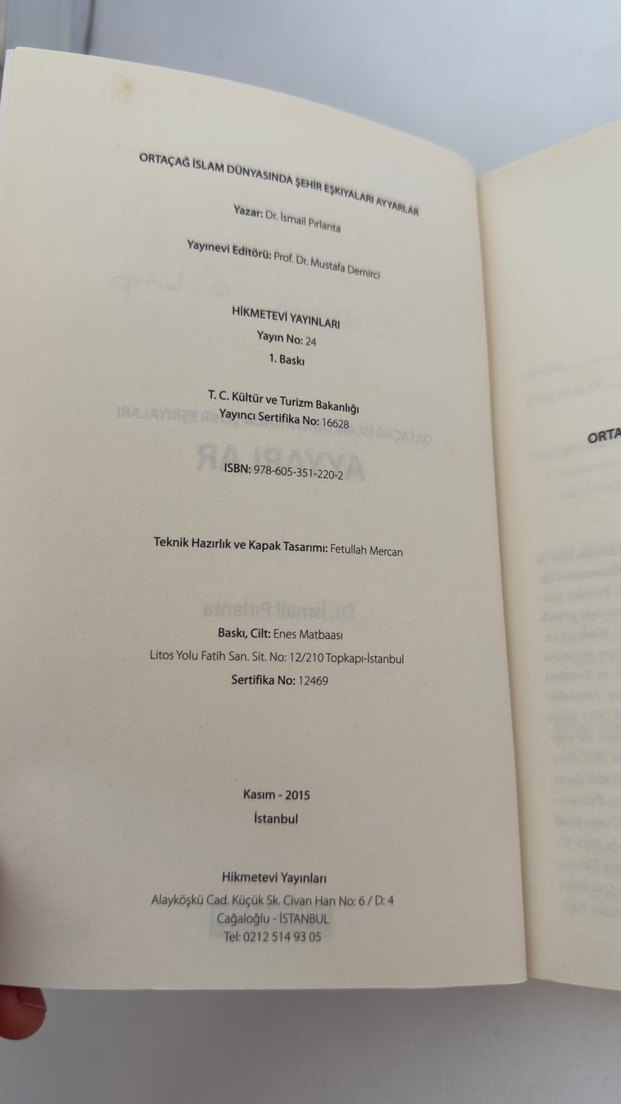 ORTAÇAĞ İSLAM DÜNYASINDA ŞEHİR EŞKIYALARI AYYARLAR
Yazar: Dr. İsmail Pırlanta
Yayınevi Editörü: Prof. Dr. Mustafa Demirci
HİKMETEVİ YAYINLARI
Yayın No: 24
1. Baskı
T. C. Kültür ve Turizm Bakanlığı
Yayıncı Sertifika No: 16628
ISBN: 978-605-351-220-2
Teknik Hazırlık ve Kapak Tasarımı: Fetullah Mercan
Baskı, Cilt: Enes Matbaası
Litos Yolu Fatih San. Sit. No: 12/210 Topkapı-İstanbul
Sertifika No: 12469
Kasım - 2015
İstanbul
Hikmetevi Yayınları
Alayköşkü Cad. Küçük Sk. Civan Han No: 6 / D: 4
Cağaloğlu - İSTANBUL
Tel: 0212 514 93 05
ORTA